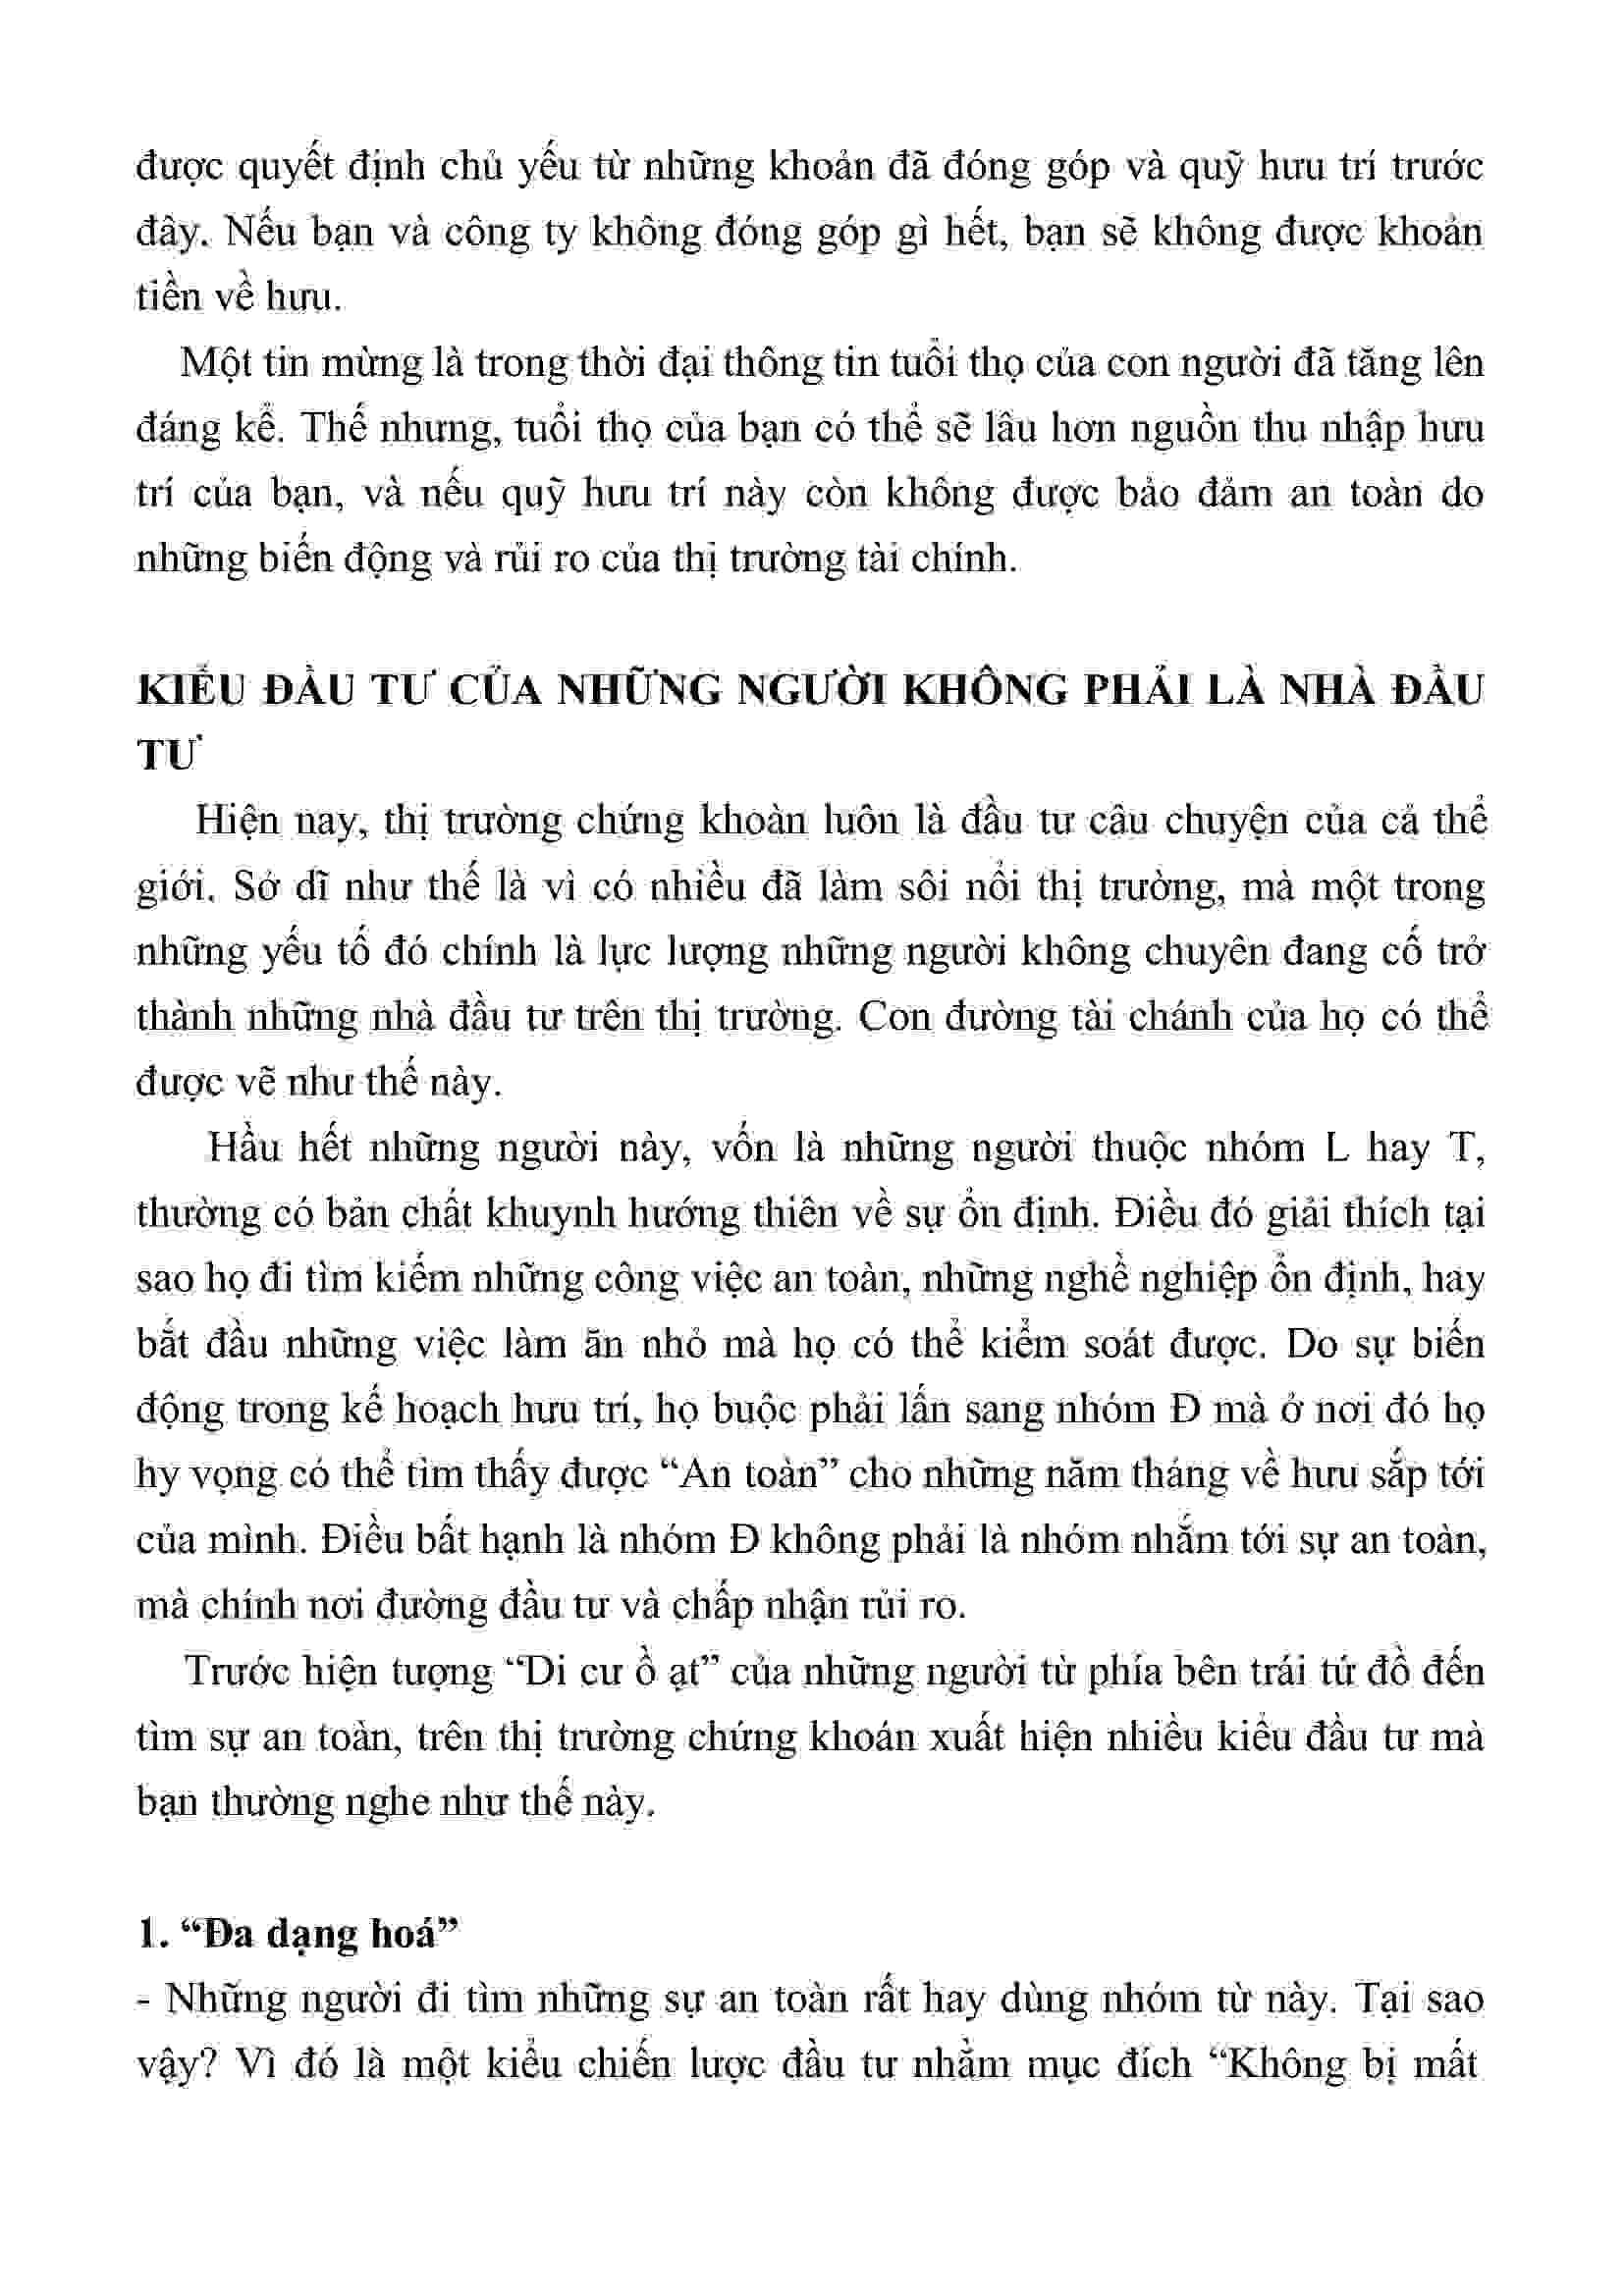 được quyết định chủ yếu từ những khoản đã đóng góp và quỹ hưu trí trước
đây. Nếu bạn và công ty không đóng góp gì hết, bạn sẽ không được khoản
tiền về hưu.
Một tin mừng là trong thời đại thông tin tuổi thọ của con người đã tăng lên
đáng kể. Thế nhưng, tuổi thọ của bạn có thể sẽ lâu hơn nguồn thu nhập hưu
trí của bạn, và nếu quỹ hưu trí này còn không được bảo đảm an toàn do
những biến động và rủi ro của thị trường tài chính.
KIỂU ĐẦU TƯ CỦA NHỮNG NGƯỜI KHÔNG PHẢI LÀ NHÀ ĐẦU
TƯ
Hiện nay, thị trường chứng khoàn luôn là đầu tư câu chuyện của cả thể
giới. Sở dĩ như thế là vì có nhiều đã làm sôi nổi thị trường, mà một trong
những yếu tố đó chính là lực lượng những người không chuyên đang cố trở
thành những nhà đầu tư trên thị trường. Con đường tài chánh của họ có thể
được vẽ như thế này.
Hầu hết những người này, vốn là những người thuộc nhóm L hay T,
thường có bản chất khuynh hướng thiên về sự ổn định. Điều đó giải thích tại
sao họ đi tìm kiếm những công việc an toàn, những nghề nghiệp ổn định, hay
bắt đầu những việc làm ăn nhỏ mà họ có thể kiểm soát được. Do sự biến
động trong kế hoạch hưu trí, họ buộc phải lấn sang nhóm Đ mà ở nơi đó họ
hy vọng có thể tìm thấy được “An toàn” cho những năm tháng về hưu sắp tới
của mình. Điều bất hạnh là nhóm Đ không phải là nhóm nhắm tới sự an toàn,
mà chính nơi đường đầu tư và chấp nhận rủi ro.
Trước hiện tượng “Di cư ồ ạt” của những người từ phía bên trái tứ đồ đến
tìm sự an toàn, trên thị trường chứng khoán xuất hiện nhiều kiểu đầu tư mà
bạn thường nghe như thế này.
1. “Đa dạng hoá”
- Những người đi tìm những sự an toàn rất hay dùng nhóm từ này. Tại sao
vậy? Vì đó là một kiểu chiến lược đầu tư nhằm mục đích “Không bị mất